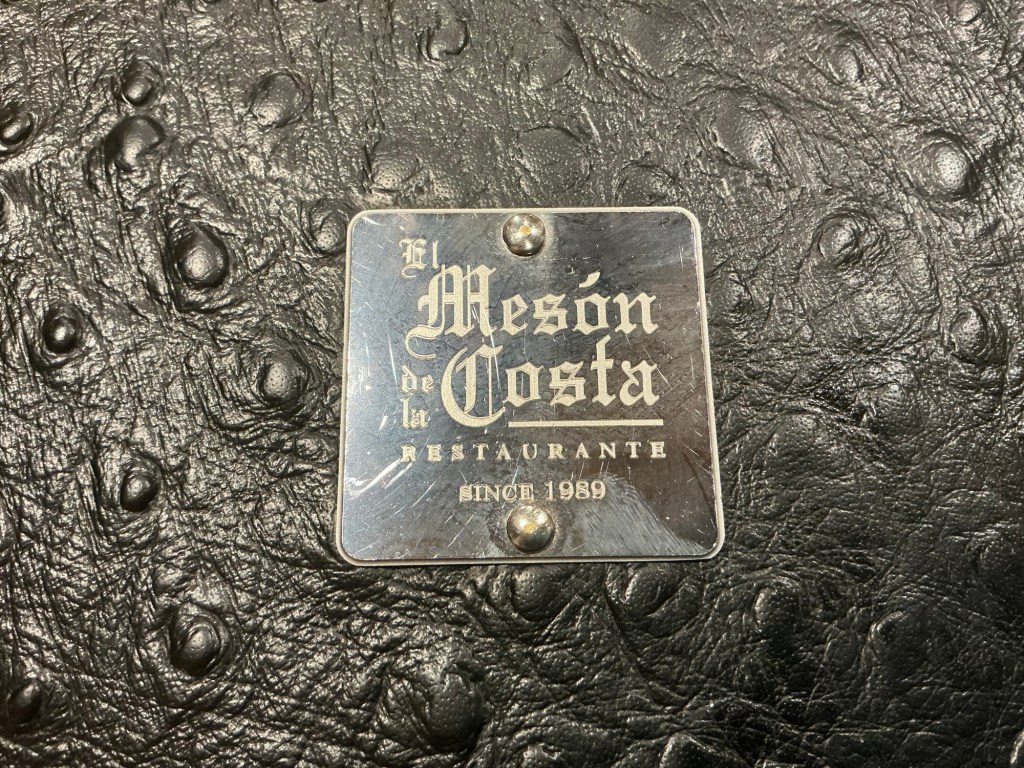 El
Mesón
de la
Costa
RESTAURANTE
SINCE 1989